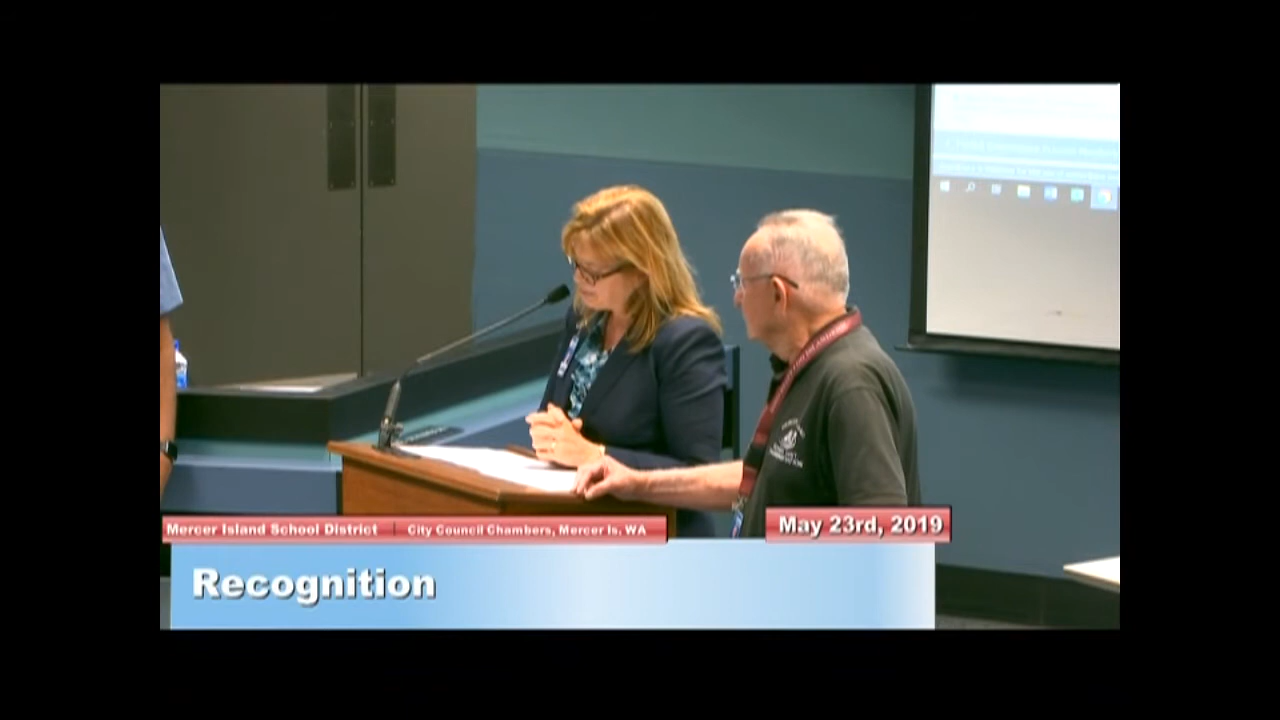 Mercer Island School District | City Council Chambers, Mercer Is, WA
May 23rd, 2019
Recognition